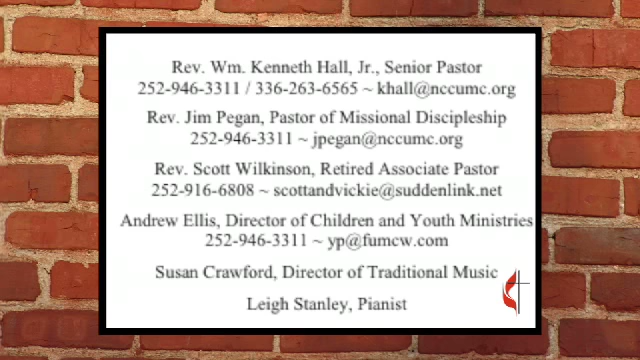 Rev. Wm. Kenneth Hall, Jr., Senior Pastor
252-946-3311 / 336-263-6565 ~ khall@nccumc.org
Rev. Jim Pegan, Pastor of Missional Discipleship
252-946-3311 ~ jpegan@nccumc.org
Rev. Scott Wilkinson, Retired Associate Pastor
252-916-6808 ~ scottandvickie@suddenlink.net
Andrew Ellis, Director of Children and Youth Ministries
252-946-3311 ~ yp@fumcw.com
Susan Crawford, Director of Traditional Music
Leigh Stanley, Pianist